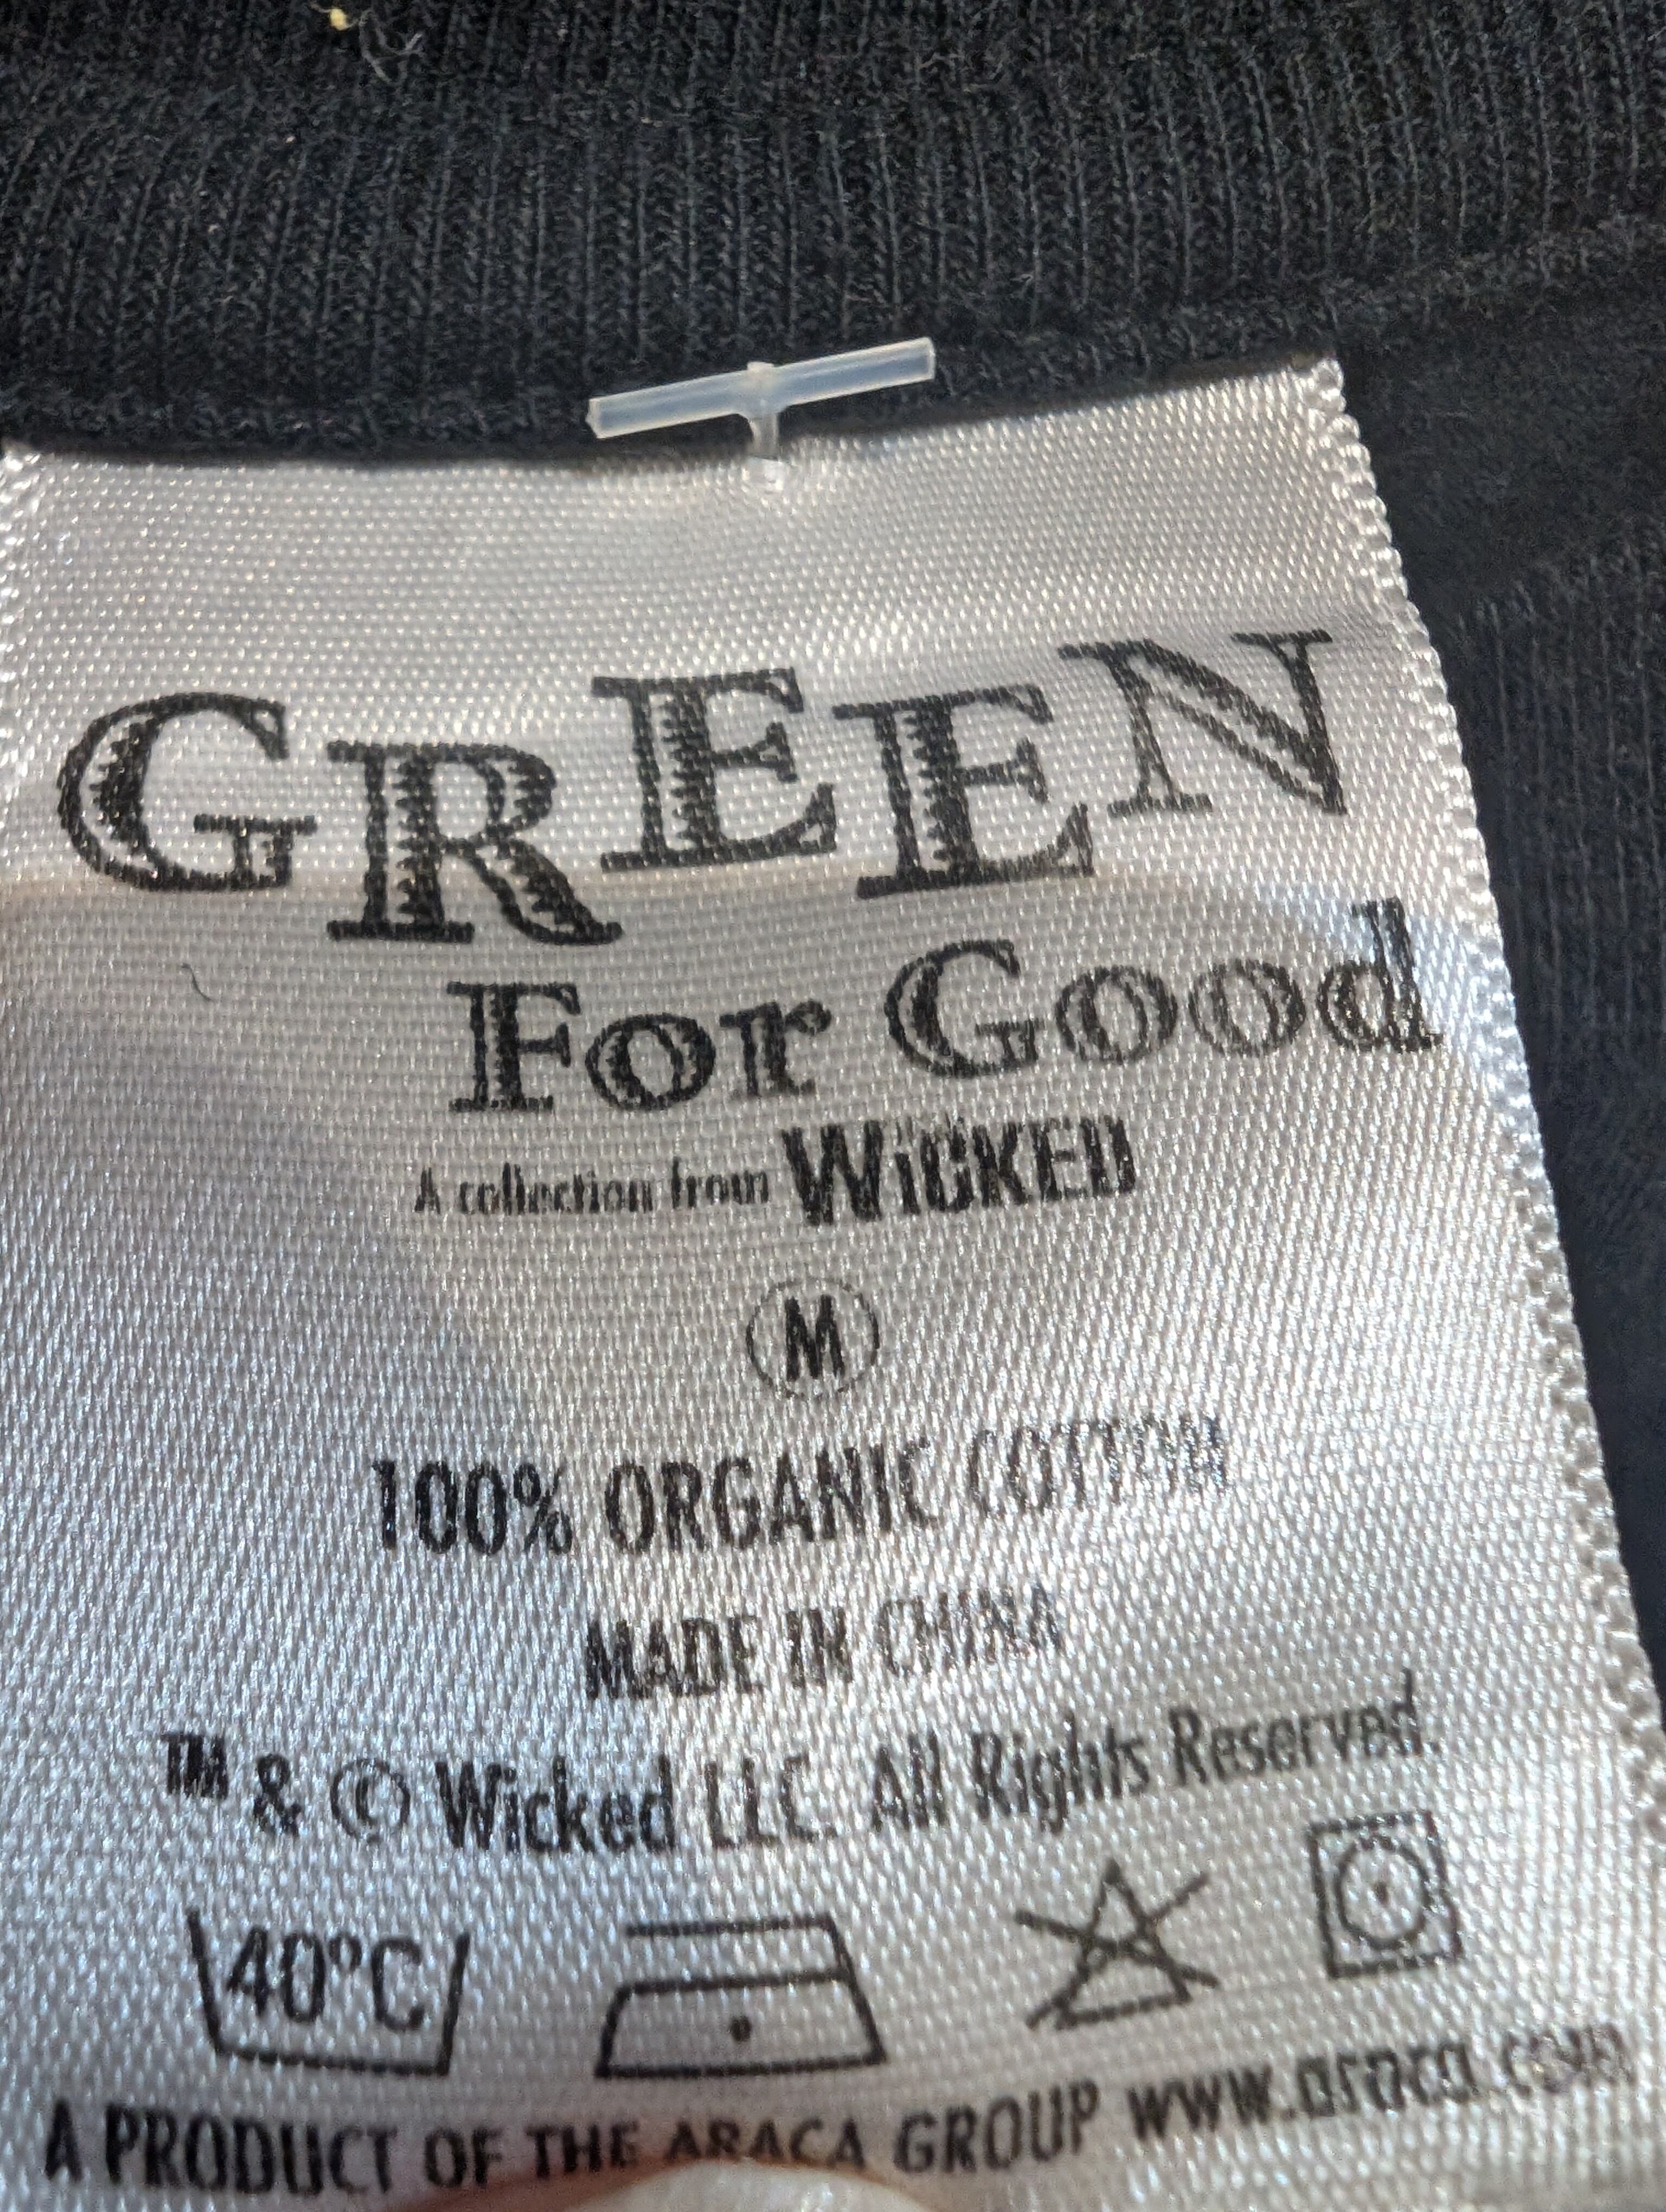 GREEN
For Good
A collection from WiCKED
M
100% ORGANIC COTTON
MADE IN CHINA
™ & © Wicked LLC. All Rights Reserved.
40°C
A PRODUCT OF THE ARACA GROUP www.araca.com